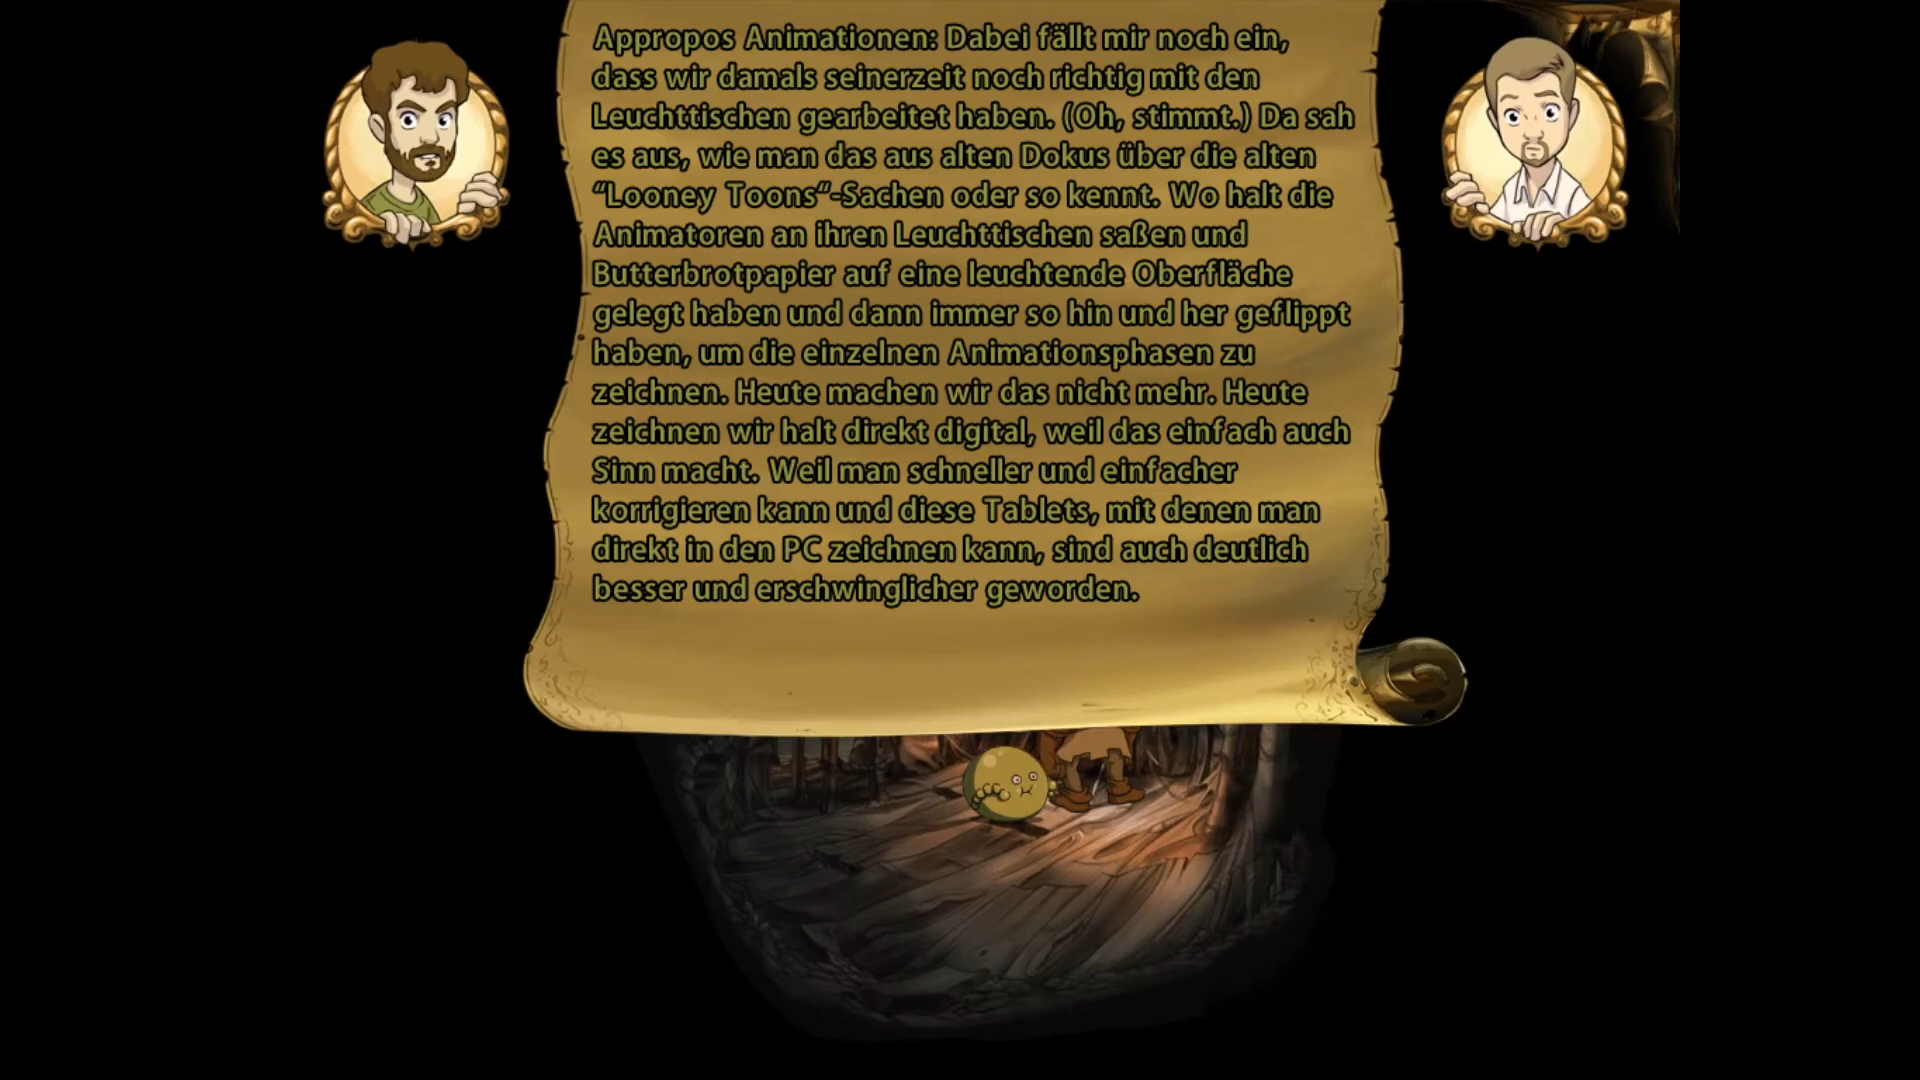 Appropos Animationen: Dabei fällt mir noch ein,
dass wir damals seinerzeit noch richtig mit den
Leuchttischen gearbeitet haben. (Oh, stimmt.) Da sah
es aus, wie man das aus alten Dokus über die alten
“Looney Toons“-Sachen oder so kennt. Wo halt die
Animatoren an ihren Leuchttischen saßen und
Butterbrotpapier auf eine leuchtende Oberfläche
gelegt haben und dann immer so hin und her geflippt
haben, um die einzelnen Animationsphasen zu
zeichnen. Heute machen wir das nicht mehr. Heute
zeichnen wir halt direkt digital, weil das einfach auch
Sinn macht. Weil man schneller und einfacher
korrigieren kann und diese Tablets, mit denen man
direkt in den PC zeichnen kann, sind auch deutlich
besser und erschwinglicher geworden.